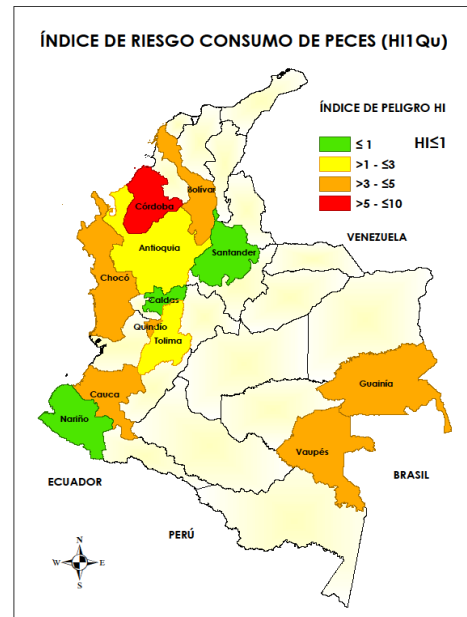 ÍNDICE DE RIESGO CONSUMO DE PECES (HI1Qu)
ÍNDICE DE PELIGRO HI
≤ 1
HI≤1
>1 - ≤3
>3 - ≤5
>5 - ≤10
Bolívar
Córdoba
VENEZUELA
Antioquía
Santander
Chocó
Caldas
Quindío
Tolima
Guainía
Cauca
Nariño
Vaupés
ECUADOR
BRASIL
PERÚ
N
W
E
S